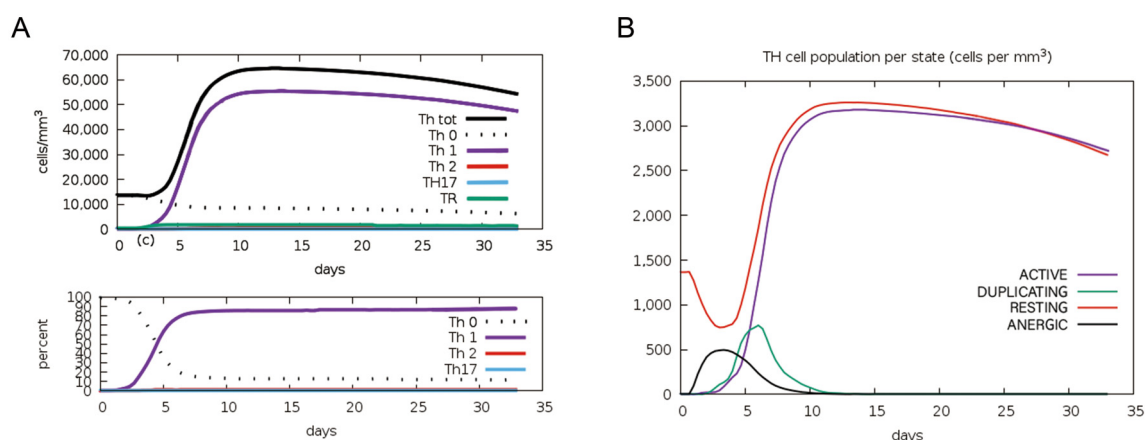 A
70,000
60,000
50,000
40,000
30,000
20,000
10,000
0
cells/mm³
Th tot
Th 0
Th 1
Th 2
TH17
TR
0 (c) 5 10 15 20 25 30 35
days
100
90
80
70
60
50
40
30
20
10
0
percent
Th 0
Th 1
Th 2
Th17
0 5 10 15 20 25 30 35
days
B
TH cell population per state (cells per mm³)
3,500
3,000
2,500
2,000
1,500
1,000
500
0
ACTIVE
DUPLICATING
RESTING
ANERGIC
0 5 10 15 20 25 30 35
days